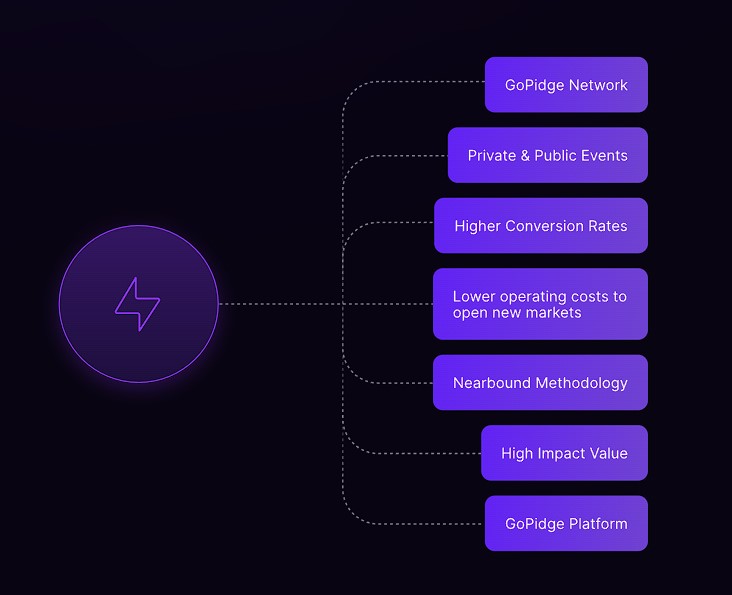 GoPidge Network
Private & Public Events
Higher Conversion Rates
Lower operating costs to
open new markets
Nearbound Methodology
High Impact Value
GoPidge Platform